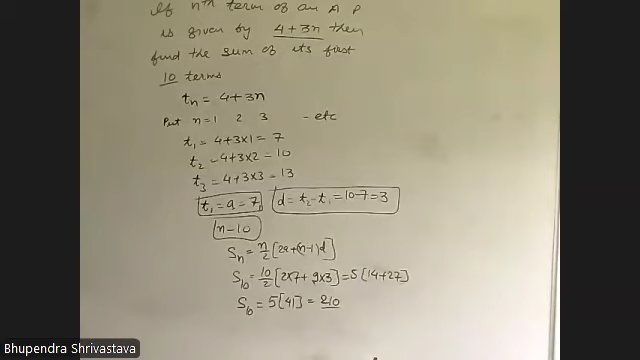 If nth term of an A P
is given by 4+3n then
find the sum of its first
10 terms
tn = 4+3n
Put n=1 2 3 - etc
t1 = 4+3×1 = 7
t2 = 4+3×2 = 10
t3 = 4+3×3 = 13
t1 = a = 7 d = t2 - t1 = 10-7 = 3
n = 10
Sn = n/2 [2a+(n-1)d]
S10 = 10/2 [2×7 + 9×3] = 5[14+27]
S10 = 5[41] = 210
Bhupendra Shrivastava